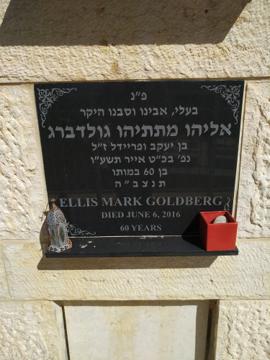 פ"נ
בעלי, אבינו וסבנו היקר
אליהו מתתיהו גולדברג
בן יעקב ופריידל ז"ל
נפ' בכ"ט אייר תשע"ו
בן 60 במותו
ת נ צ ב " ה
ELLIS MARK GOLDBERG
DIED JUNE 6, 2016
60 YEARS